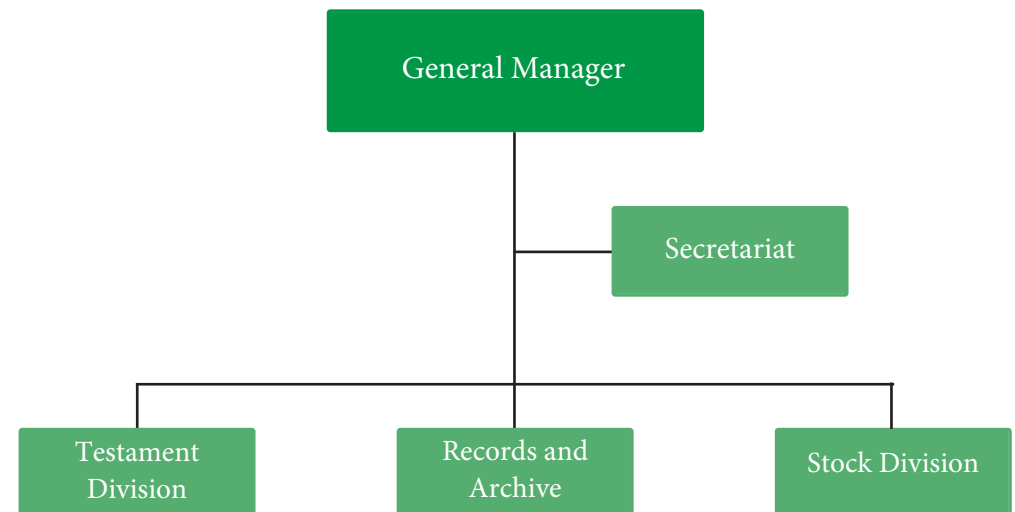 General Manager
Secretariat
Testament
Division
Records and
Archive
Stock Division